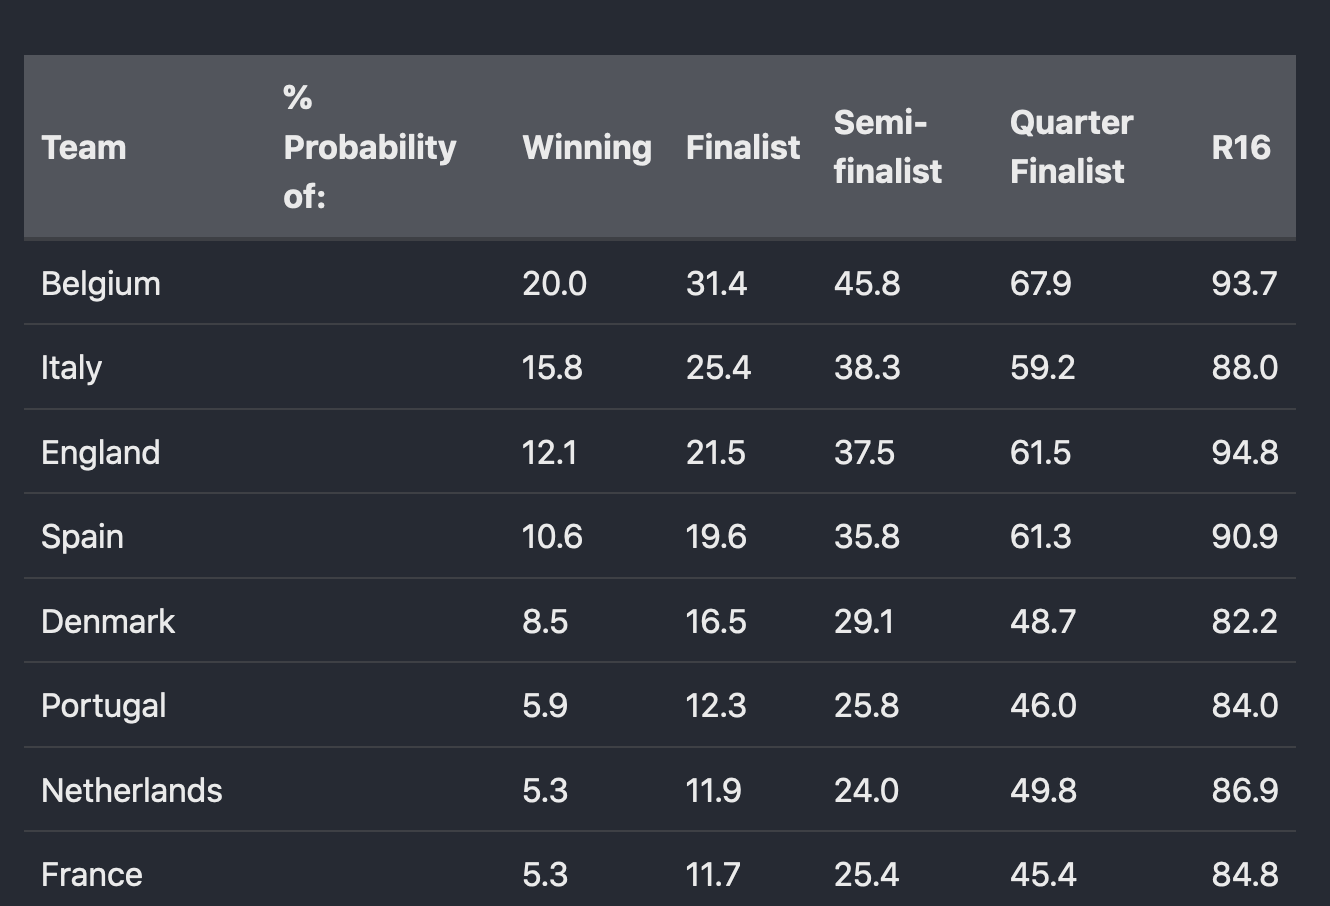 Team % Probability of: Winning Finalist Semi-finalist Quarter Finalist R16
Belgium 20.0 31.4 45.8 67.9 93.7
Italy 15.8 25.4 38.3 59.2 88.0
England 12.1 21.5 37.5 61.5 94.8
Spain 10.6 19.6 35.8 61.3 90.9
Denmark 8.5 16.5 29.1 48.7 82.2
Portugal 5.9 12.3 25.8 46.0 84.0
Netherlands 5.3 11.9 24.0 49.8 86.9
France 5.3 11.7 25.4 45.4 84.8